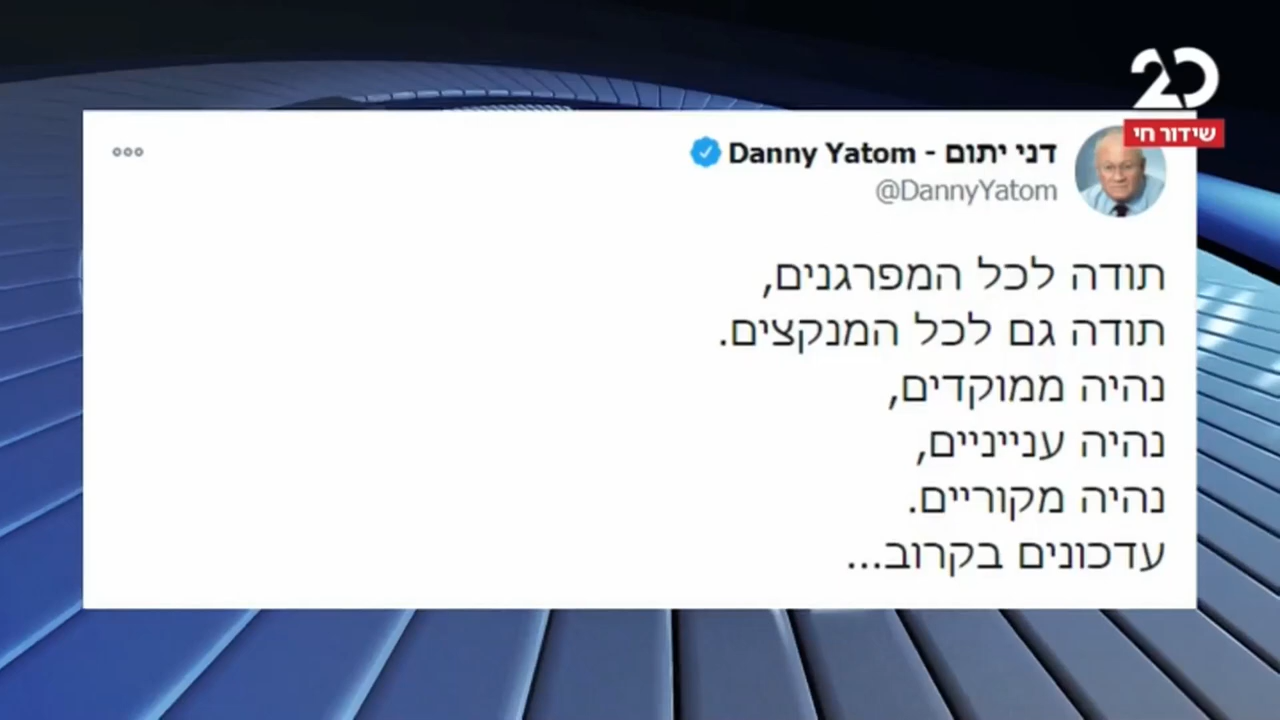 20
שידור חי
דני יתום - Danny Yatom
@DannyYatom
תודה לכל המפרגנים,
תודה גם לכל המנקצים.
נהיה ממוקדים,
נהיה ענייניים,
נהיה מקוריים.
עדכונים בקרוב...